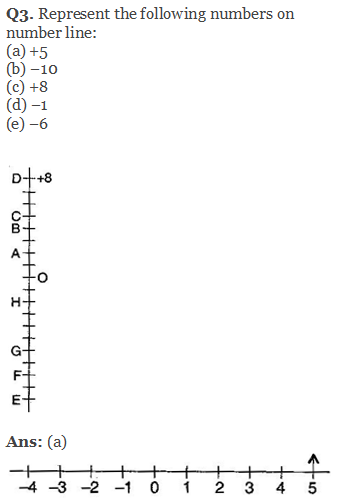 Q3. Represent the following numbers on
number line:
(a) +5
(b) –10
(c) +8
(d) –1
(e) –6
D +8
C
B
A
O
H
G
F
E
Ans: (a)
–4 –3 –2 –1 0 1 2 3 4 5